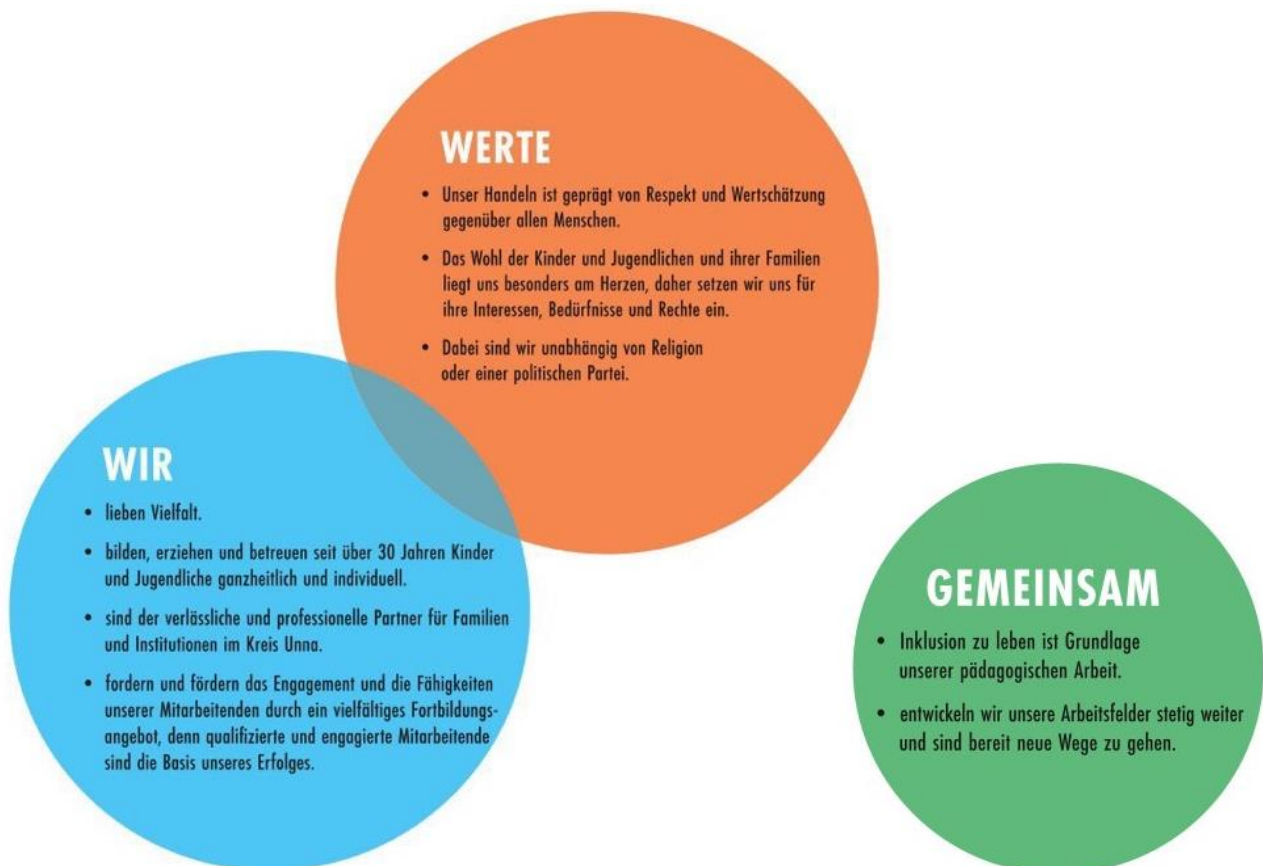 WERTE
• Unser Handeln ist geprägt von Respekt und Wertschätzung
gegenüber allen Menschen.
• Das Wohl der Kinder und Jugendlichen und ihrer Familien
liegt uns besonders am Herzen, daher setzen wir uns für
ihre Interessen, Bedürfnisse und Rechte ein.
• Dabei sind wir unabhängig von Religion
oder einer politischen Partei.
WIR
• lieben Vielfalt.
• bilden, erziehen und betreuen seit über 30 Jahren Kinder
und Jugendliche ganzheitlich und individuell.
• sind der verlässliche und professionelle Partner für Familien
und Institutionen im Kreis Unna.
• fordern und fördern das Engagement und die Fähigkeiten
unserer Mitarbeitenden durch ein vielfältiges Fortbildungs-
angebot, denn qualifizierte und engagierte Mitarbeitende
sind die Basis unseres Erfolges.
GEMEINSAM
• Inklusion zu leben ist Grundlage
unserer pädagogischen Arbeit.
• entwickeln wir unsere Arbeitsfelder stetig weiter
und sind bereit neue Wege zu gehen.